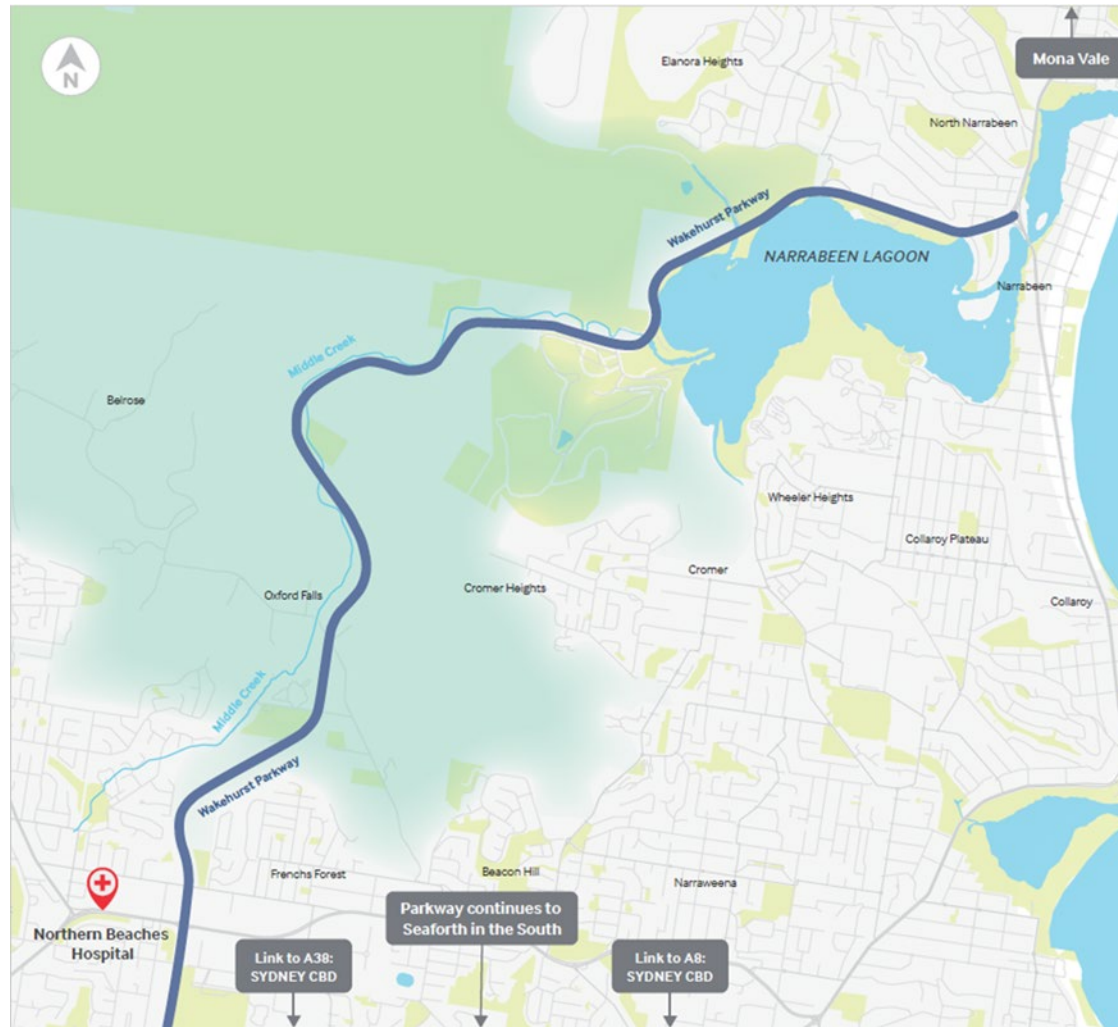 Mona Vale
N
Elanora Heights
North Narrabeen
Wakehurst Parkway
NARRABEEN LAGOON
Narrabeen
Middle Creek
Belrose
Wheeler Heights
Collaroy Plateau
Cromer
Cromer Heights
Oxford Falls
Collaroy
Middle Creek
Wakehurst Parkway
Frenchs Forest
Beacon Hill
Narraweena
Northern Beaches
Hospital
Parkway continues to
Seaforth in the South
Link to A38:
SYDNEY CBD
Link to A8:
SYDNEY CBD